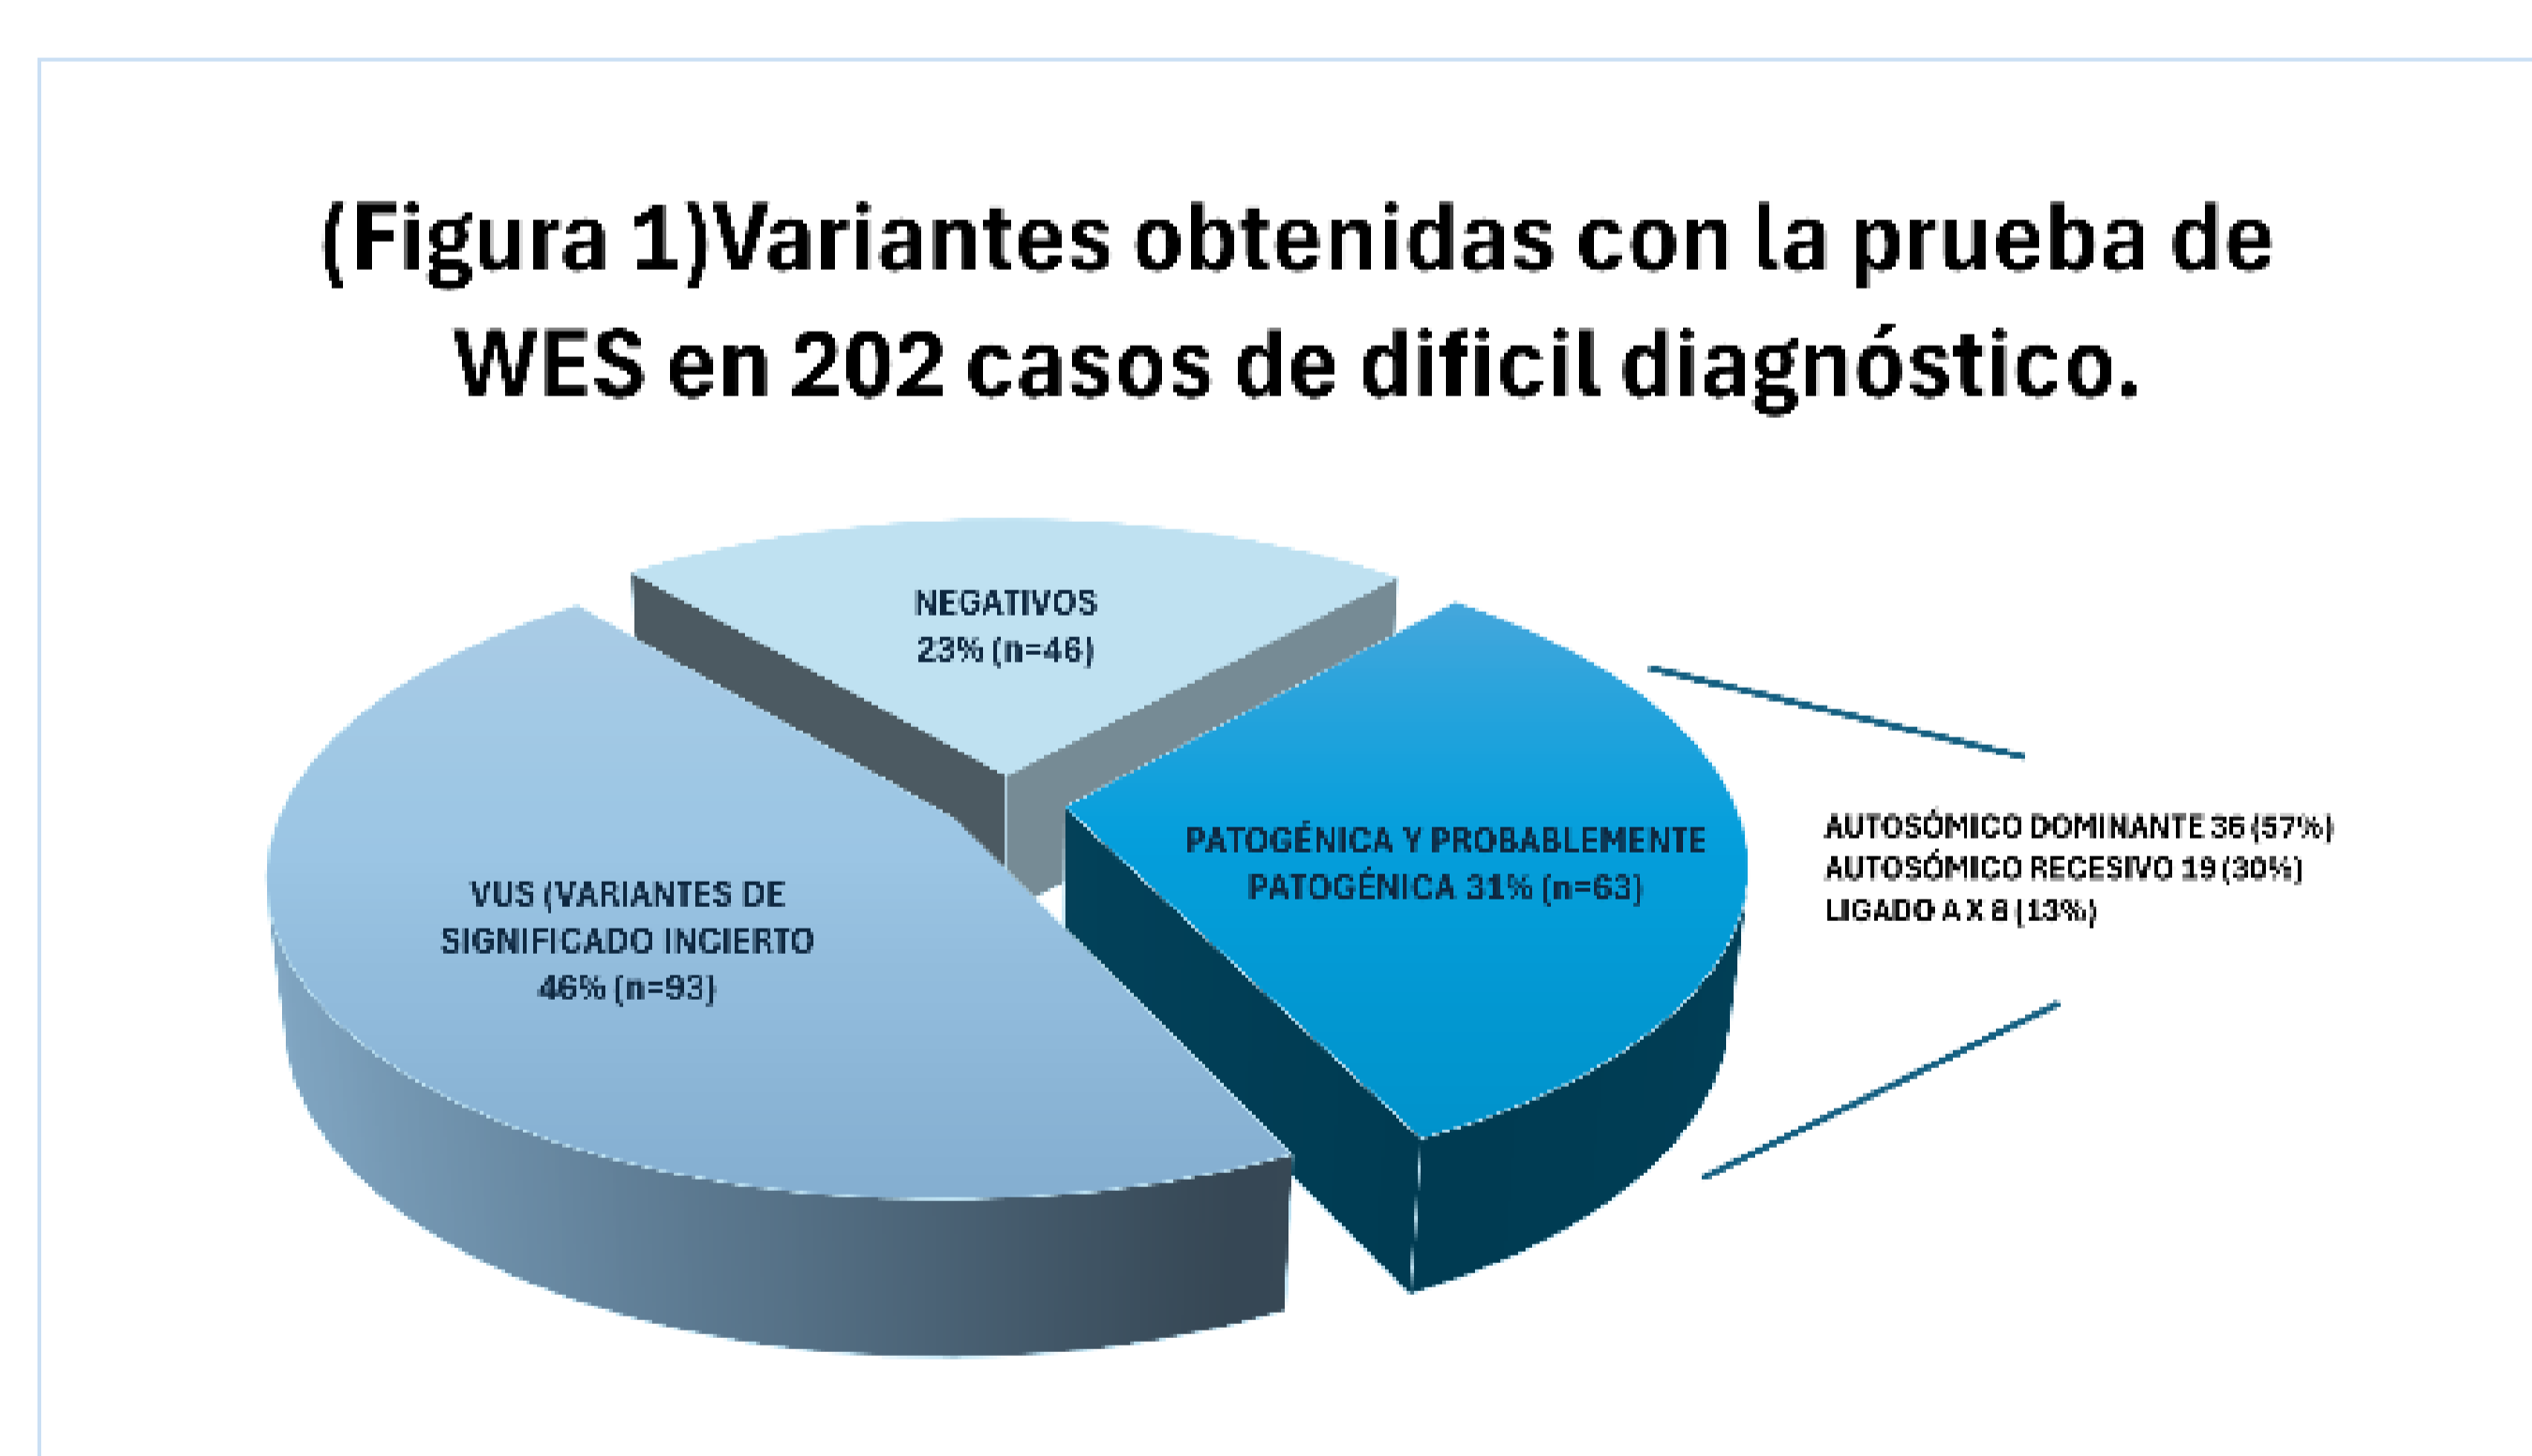 (Figura 1)Variantes obtenidas con la prueba de
WES en 202 casos de dificil diagnóstico.
NEGATIVOS
23% (n=46)
PATOGÉNICA Y PROBABLEMENTE
PATOGÉNICA 31% (n=63)
VUS (VARIANTES DE
SIGNIFICADO INCIERTO
46% (n=93)
AUTOSÓMICO DOMINANTE 36 (57%)
AUTOSÓMICO RECESIVO 19 (30%)
LIGADO A X 8 (13%)